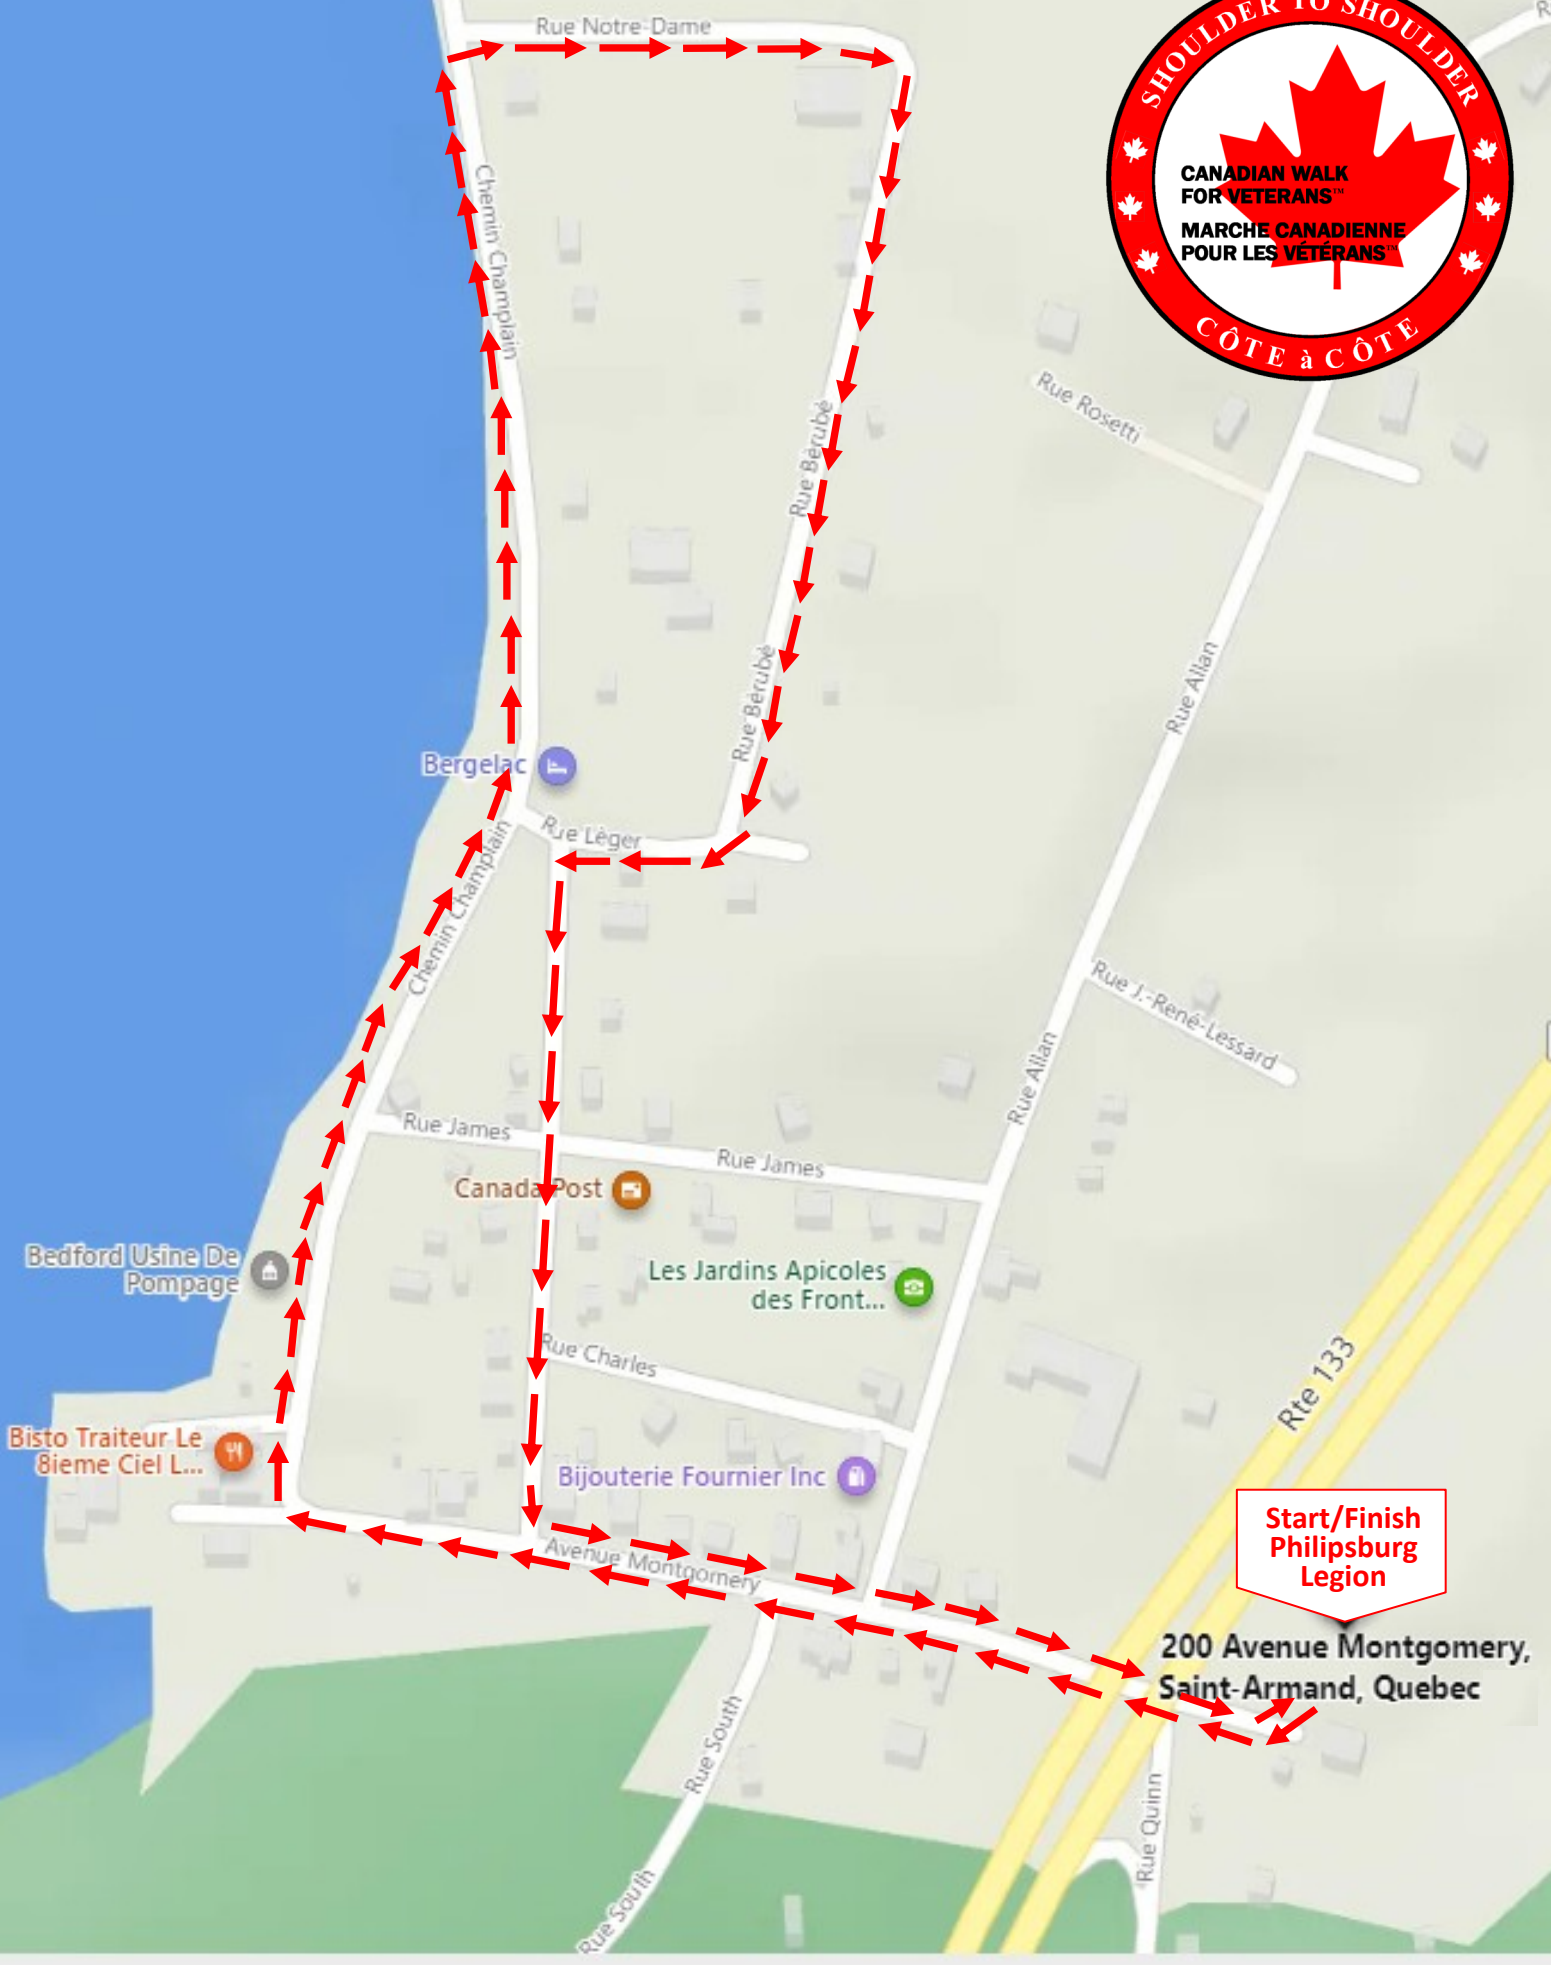 Rue Notre-Dame
SHOULDER TO SHOULDER
CANADIAN WALK
FOR VETERANS™
MARCHE CANADIENNE
POUR LES VÉTÉRANS™
CÔTE à CÔTE
Chemin Champlain
Rue Rosetti
Rue Bérubé
Rue Allan
Rue Bérubé
Bergelac
Rue Léger
Chemin Champlain
Rue J.-René-Lessard
Rue Allan
Rue James
Rue James
Canada Post
Bedford Usine De
Pompage
Les Jardins Apicoles
des Front...
Rue Charles
Rte 133
Bisto Traiteur Le
8ieme Ciel L...
Bijouterie Fournier Inc
Start/Finish
Philipsburg
Legion
Avenue Montgomery
200 Avenue Montgomery,
Saint-Armand, Quebec
Rue South
Rue Quinn
Rue South